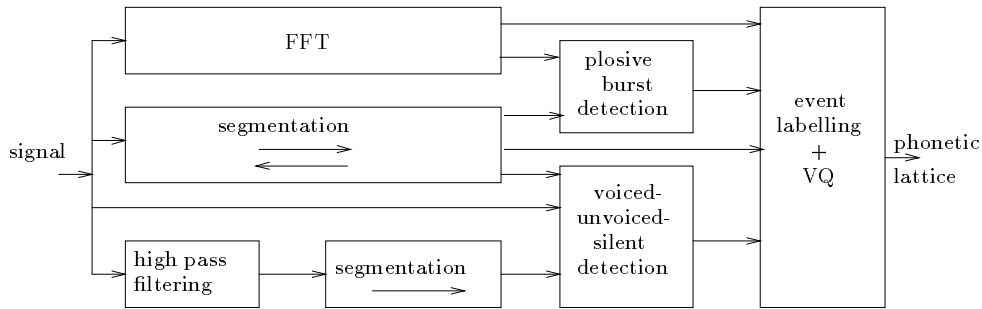 signal
FFT
segmentation
high pass
filtering
segmentation
plosive
burst
detection
voiced-
unvoiced-
silent
detection
event
labelling
+
VQ
phonetic
lattice